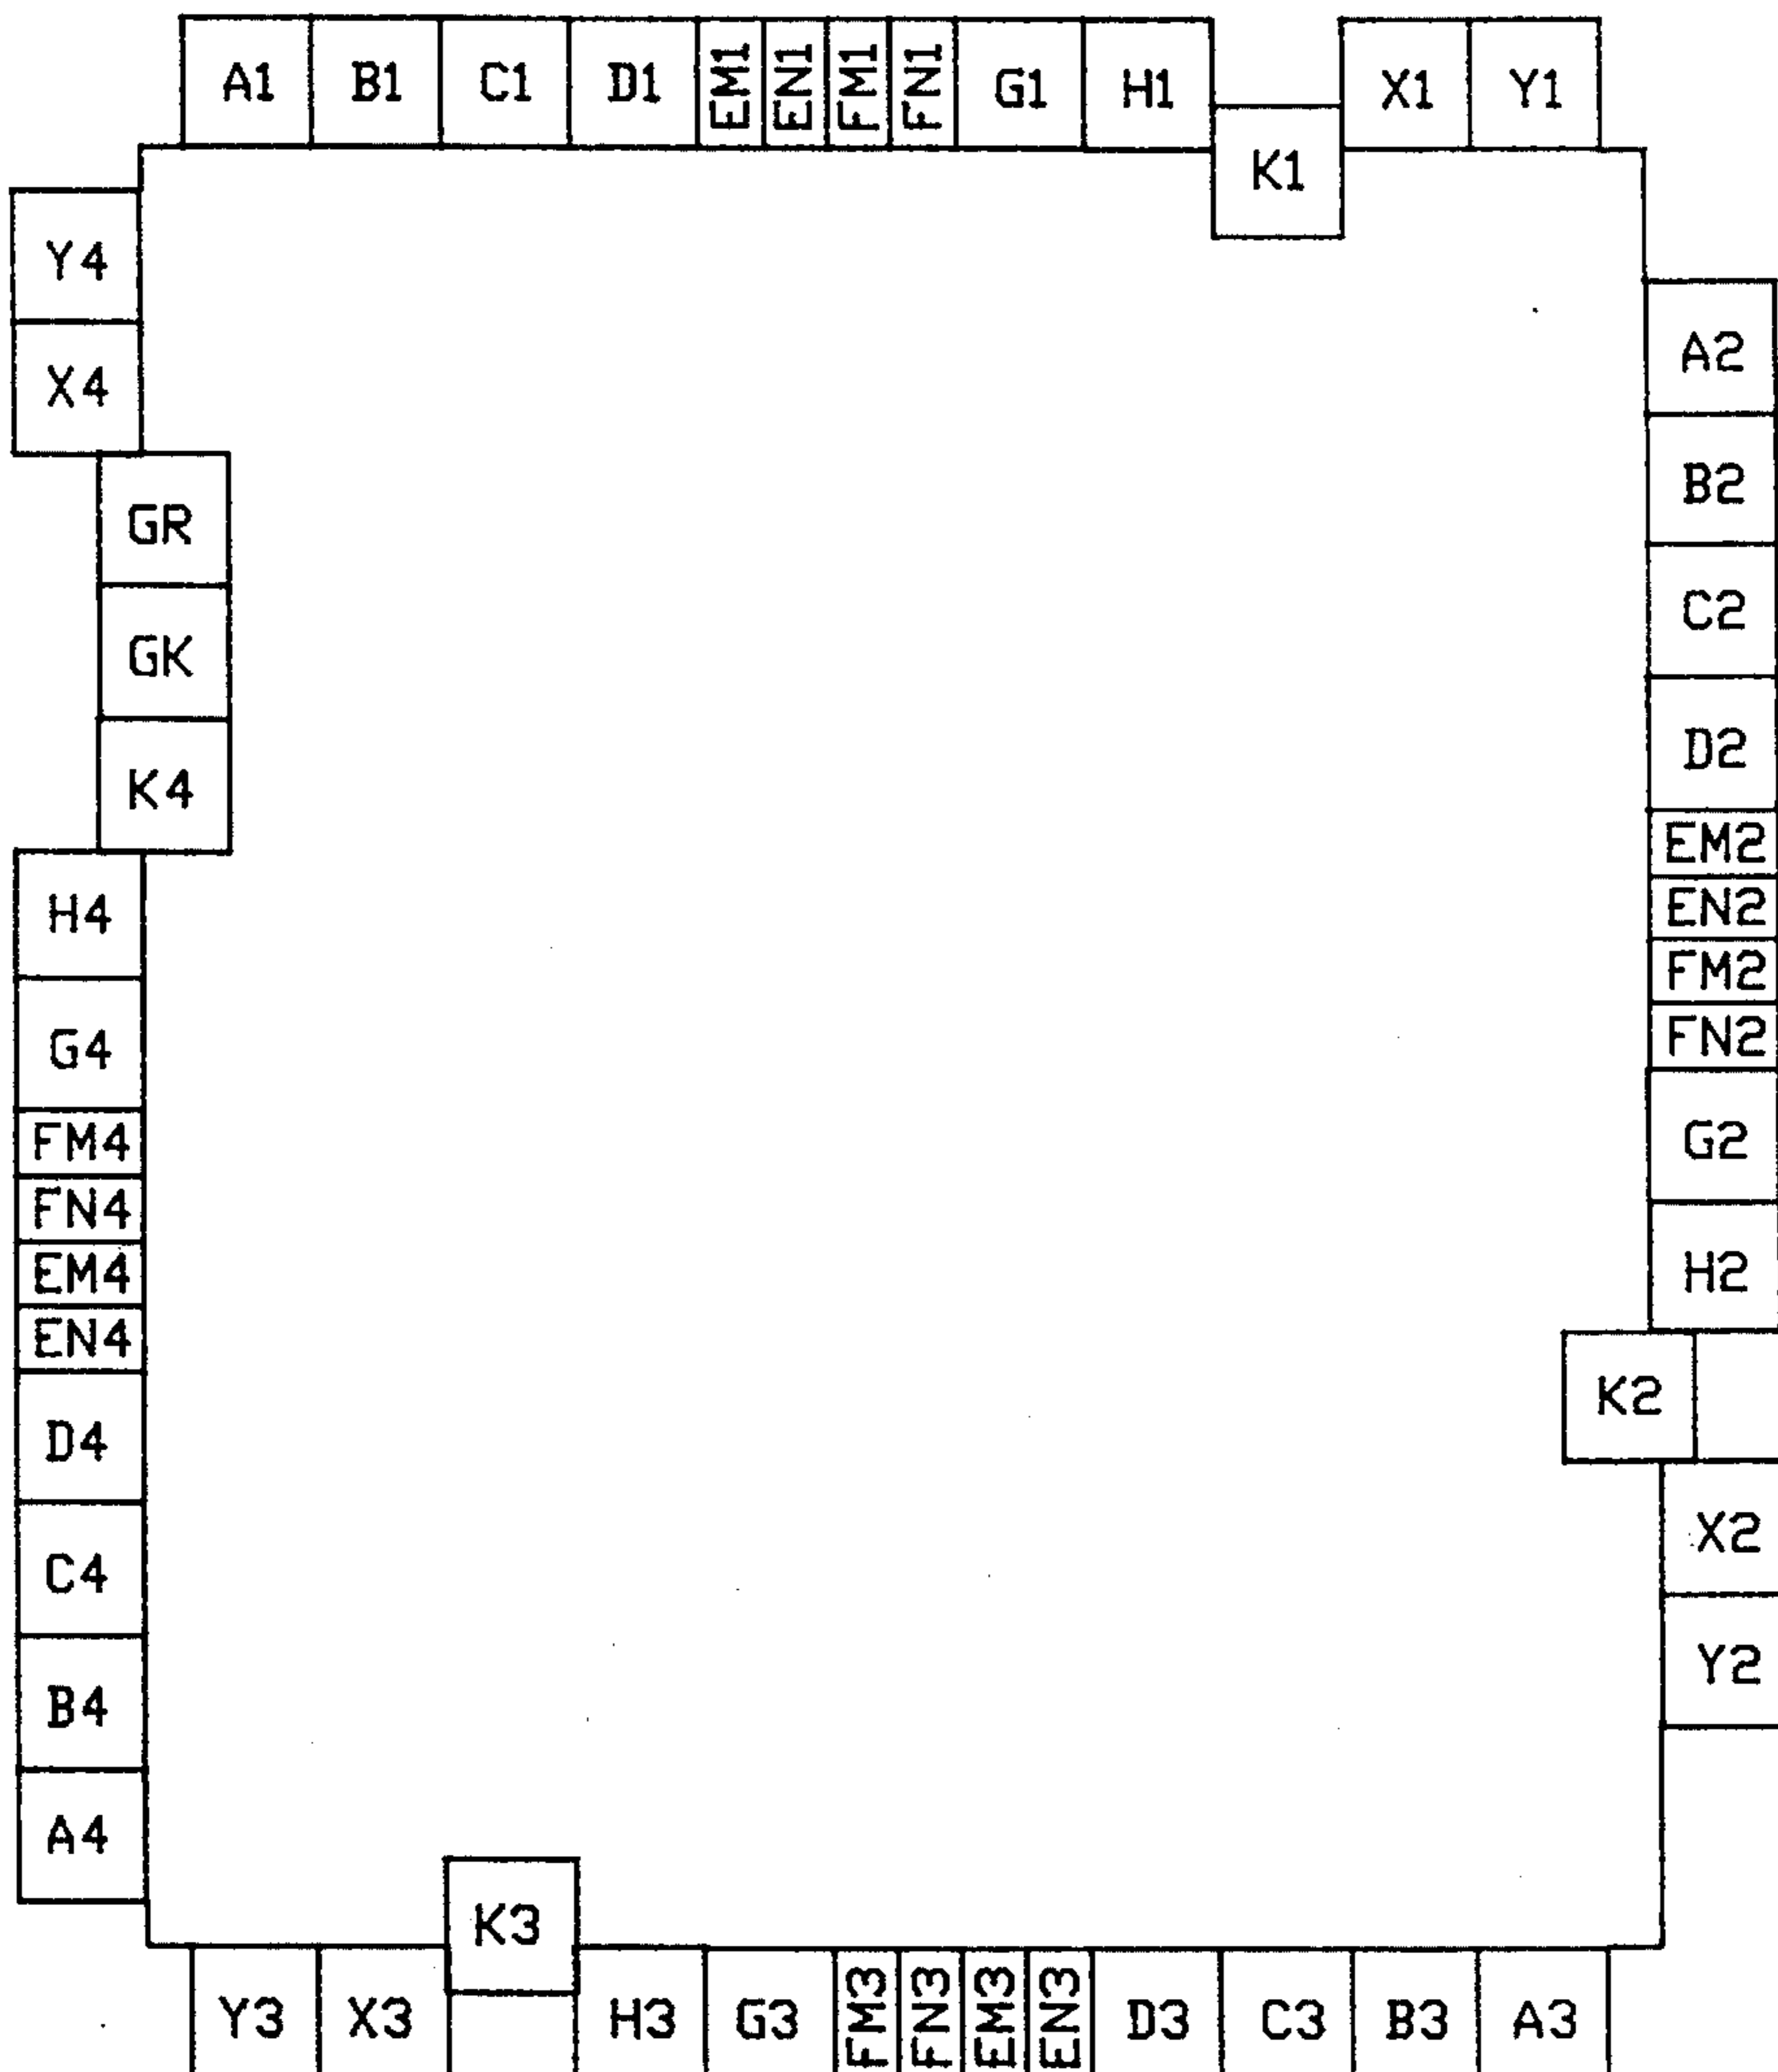 A1 B1 C1 D1 EM1 EN1 FM1 FN1 G1 H1 X1 Y1
K1
Y4
X4
GR
GK
K4
H4
G4
FM4
FN4
EM4
EN4
D4
C4
B4
A4
A2
B2
C2
D2
EM2
EN2
FM2
FN2
G2
H2
K2
X2
Y2
K3
Y3 X3 H3 G3 FM3 FN3 EM3 EN3 D3 C3 B3 A3